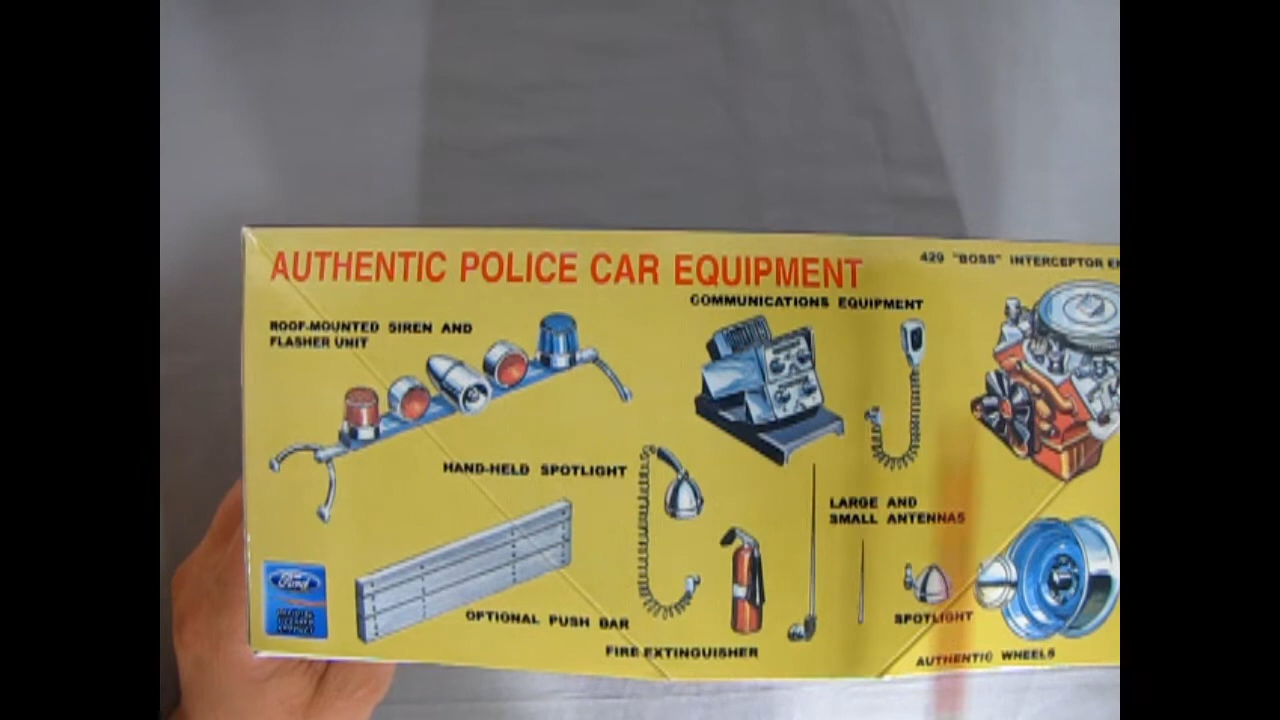 AUTHENTIC POLICE CAR EQUIPMENT
429 "BOSS" INTERCEPTOR
COMMUNICATIONS EQUIPMENT
ROOF-MOUNTED SIREN AND
FLASHER UNIT
HAND-HELD SPOTLIGHT
LARGE AND
SMALL ANTENNAS
Ford
OPTIONAL PUSH BAR
SPOTLIGHT
FIRE EXTINGUISHER
AUTHENTIC WHEELS